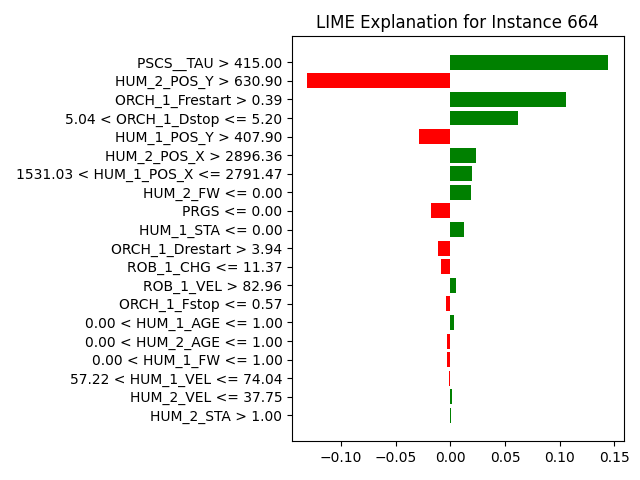 LIME Explanation for Instance 664
PSCS__TAU > 415.00
HUM_2_POS_Y > 630.90
ORCH_1_Frestart > 0.39
5.04 < ORCH_1_Dstop <= 5.20
HUM_1_POS_Y > 407.90
HUM_2_POS_X > 2896.36
1531.03 < HUM_1_POS_X <= 2791.47
HUM_2_FW <= 0.00
PRGS <= 0.00
HUM_1_STA <= 0.00
ORCH_1_Drestart > 3.94
ROB_1_CHG <= 11.37
ROB_1_VEL > 82.96
ORCH_1_Fstop <= 0.57
0.00 < HUM_1_AGE <= 1.00
0.00 < HUM_2_AGE <= 1.00
0.00 < HUM_1_FW <= 1.00
57.22 < HUM_1_VEL <= 74.04
HUM_2_VEL <= 37.75
HUM_2_STA > 1.00
−0.10 −0.05 0.00 0.05 0.10 0.15